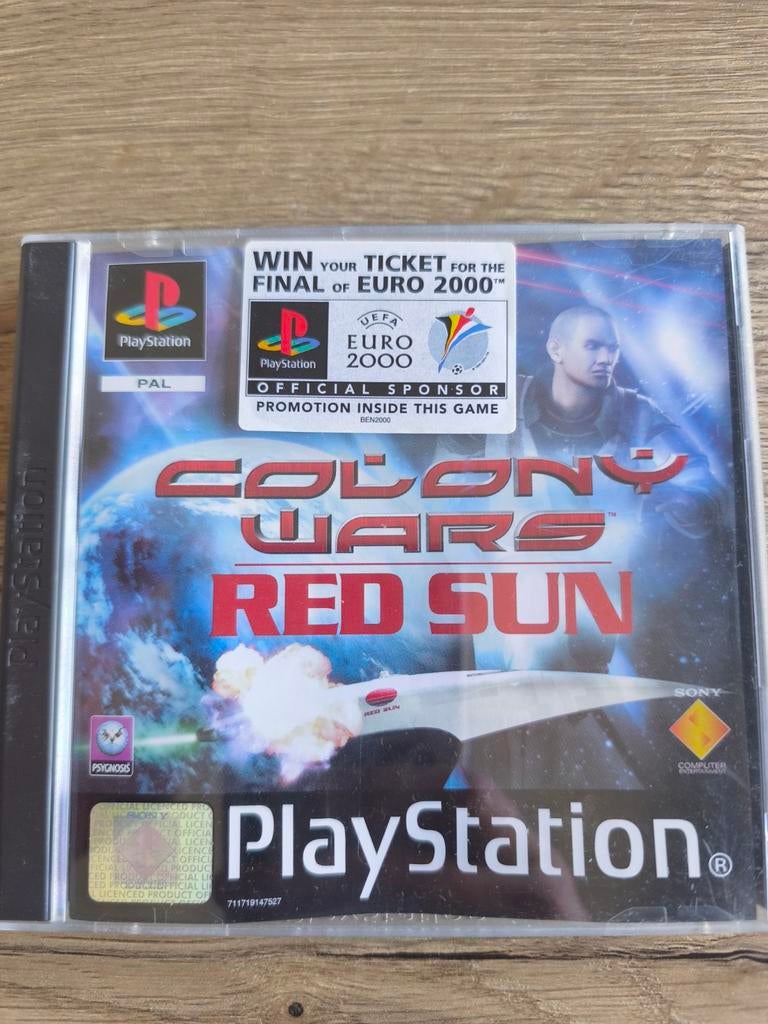 WIN YOUR TICKET FOR THE
FINAL OF EURO 2000™
PlayStation
UEFA
EURO
2000
OFFICIAL SPONSOR
PROMOTION INSIDE THIS GAME
BEN2000
PlayStation
PAL
PlayStation
COLONY
WARS™
RED SUN
RED SUN
PSYGNOSIS
SONY
COMPUTER
ENTERTAINMENT
SONY
PlayStation®
711719147527